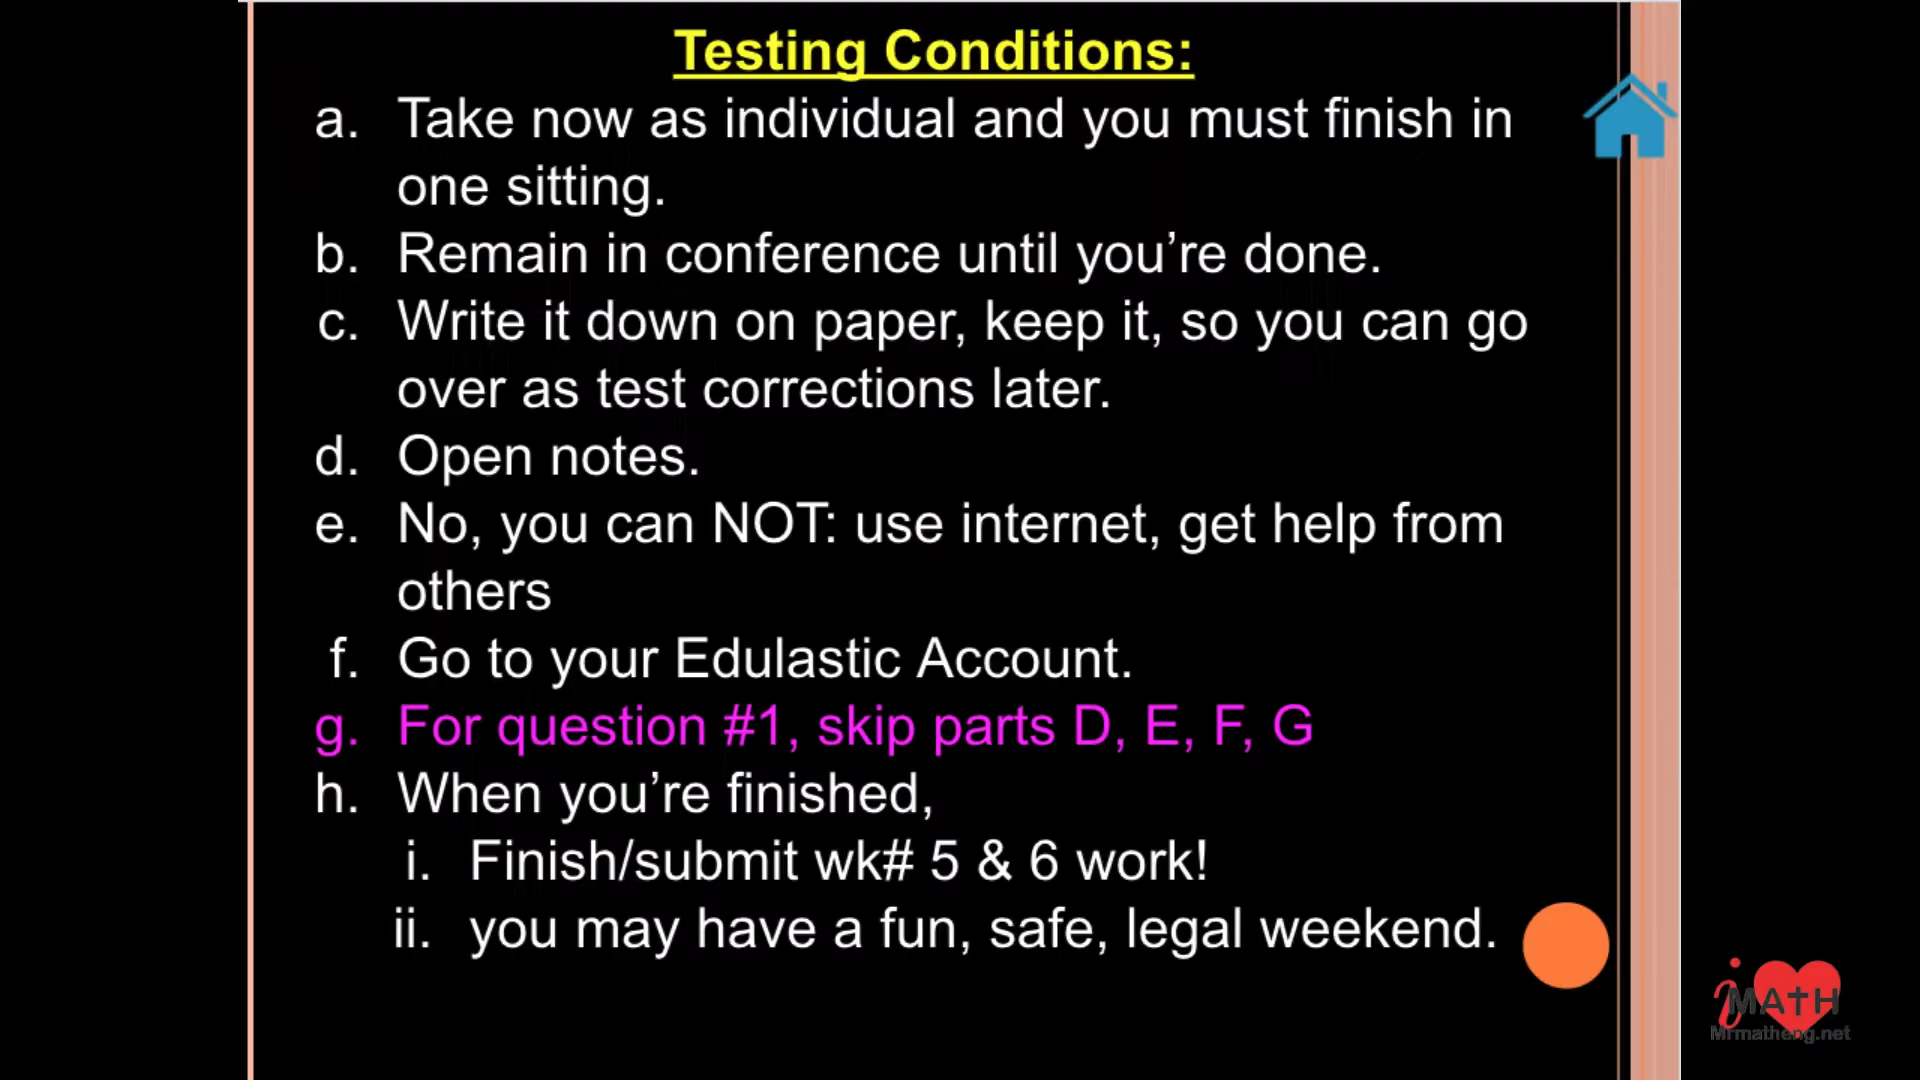 Testing Conditions:
a. Take now as individual and you must finish in
one sitting.
b. Remain in conference until you’re done.
c. Write it down on paper, keep it, so you can go
over as test corrections later.
d. Open notes.
e. No, you can NOT: use internet, get help from
others
f. Go to your Edulastic Account.
g. For question #1, skip parts D, E, F, G
h. When you’re finished,
i. Finish/submit wk# 5 & 6 work!
ii. you may have a fun, safe, legal weekend.
i MATH
Mrmatheng.net